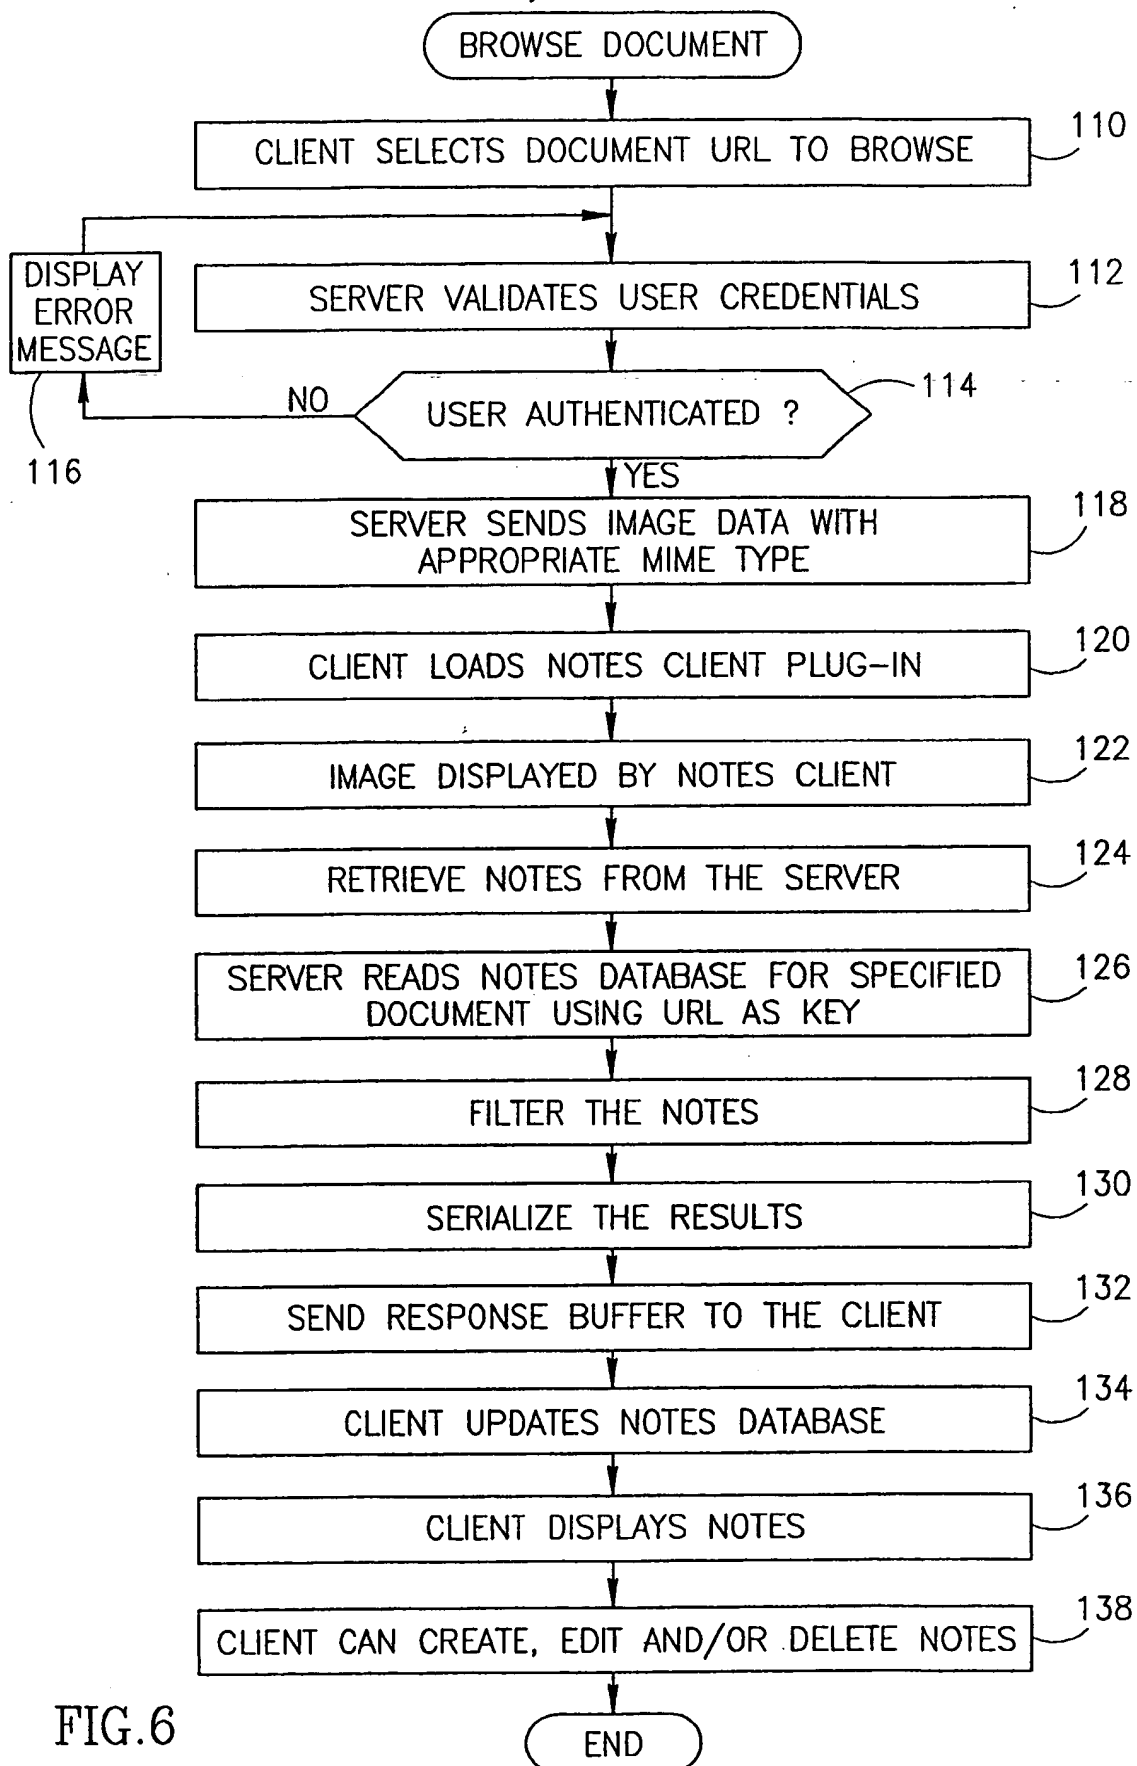 BROWSE DOCUMENT
CLIENT SELECTS DOCUMENT URL TO BROWSE
110
DISPLAY
ERROR
MESSAGE
116
SERVER VALIDATES USER CREDENTIALS
112
USER AUTHENTICATED ?
114
NO
YES
SERVER SENDS IMAGE DATA WITH
APPROPRIATE MIME TYPE
118
CLIENT LOADS NOTES CLIENT PLUG-IN
120
IMAGE DISPLAYED BY NOTES CLIENT
122
RETRIEVE NOTES FROM THE SERVER
124
SERVER READS NOTES DATABASE FOR SPECIFIED
DOCUMENT USING URL AS KEY
126
FILTER THE NOTES
128
SERIALIZE THE RESULTS
130
SEND RESPONSE BUFFER TO THE CLIENT
132
CLIENT UPDATES NOTES DATABASE
134
CLIENT DISPLAYS NOTES
136
CLIENT CAN CREATE, EDIT AND/OR DELETE NOTES
138
END
FIG.6